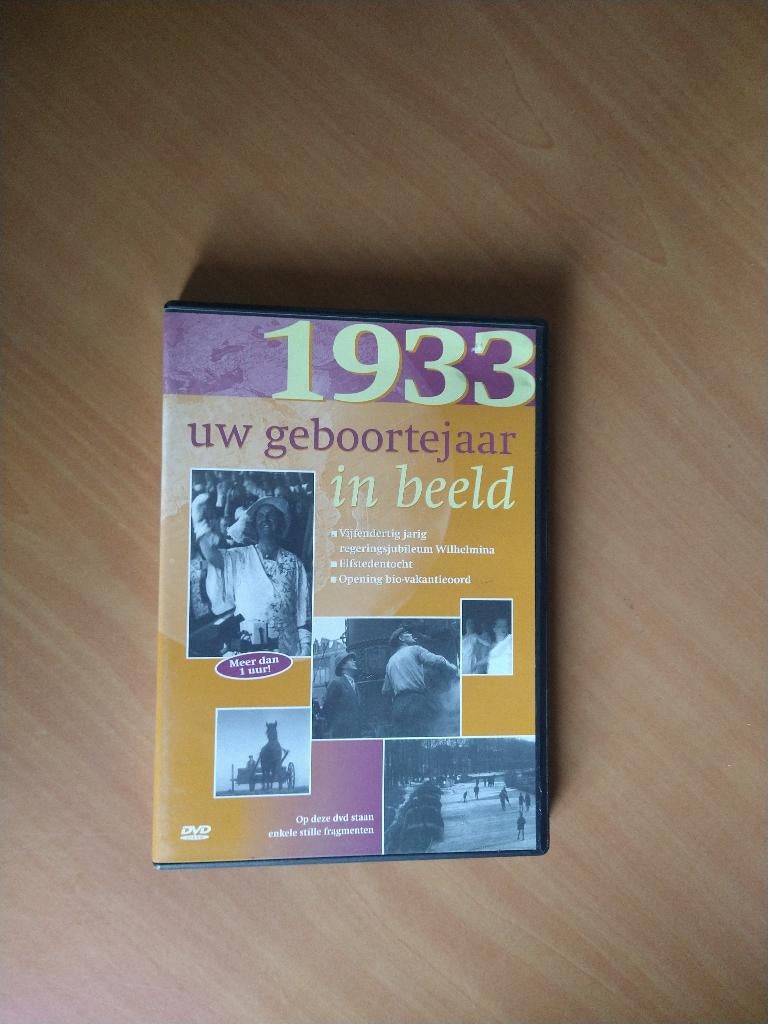 1933
uw geboortejaar
in beeld
Vijfendertig jarig
regeringsjubileum Wilhelmina
Elfstedentocht
Opening bio-vakantieoord
Meer dan
1 uur!
Op deze dvd staan
enkele stille fragmenten
DVD
VIDEO